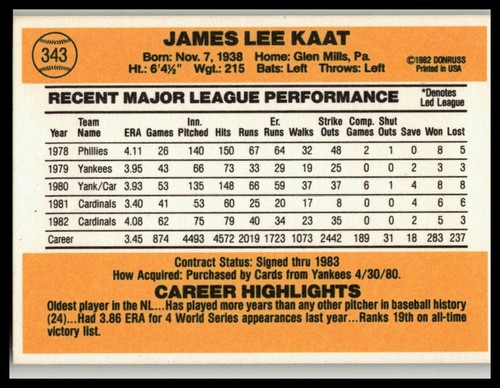 343
JAMES LEE KAAT
Born: Nov. 7, 1938 Home: Glen Mills, Pa.
Ht.: 6'4½" Wgt.: 215 Bats: Left Throws: Left
©1982 DONRUSS
Printed in USA
RECENT MAJOR LEAGUE PERFORMANCE
*Denotes
Led League
Year Team Name ERA Games Inn. Pitched Hits Runs Er. Runs Walks Strike Outs Comp. Games Shut Outs Save Won Lost
1978 Phillies 4.11 26 140 150 67 64 32 48 2 1 0 8 5
1979 Yankees 3.95 43 66 73 33 29 19 25 0 0 2 3 3
1980 Yank/Car 3.93 53 135 148 66 59 37 37 6 1 4 8 8
1981 Cardinals 3.40 41 53 60 25 20 17 8 0 0 4 6 6
1982 Cardinals 4.08 62 75 79 40 34 23 35 0 0 2 5 3
Career 3.45 874 4493 4572 2019 1723 1073 2442 189 31 18 283 237
Contract Status: Signed thru 1983
How Acquired: Purchased by Cards from Yankees 4/30/80.
CAREER HIGHLIGHTS
Oldest player in the NL...Has played more years than any other pitcher in baseball history
(24)...Had 3.86 ERA for 4 World Series appearances last year...Ranks 19th on all-time
victory list.